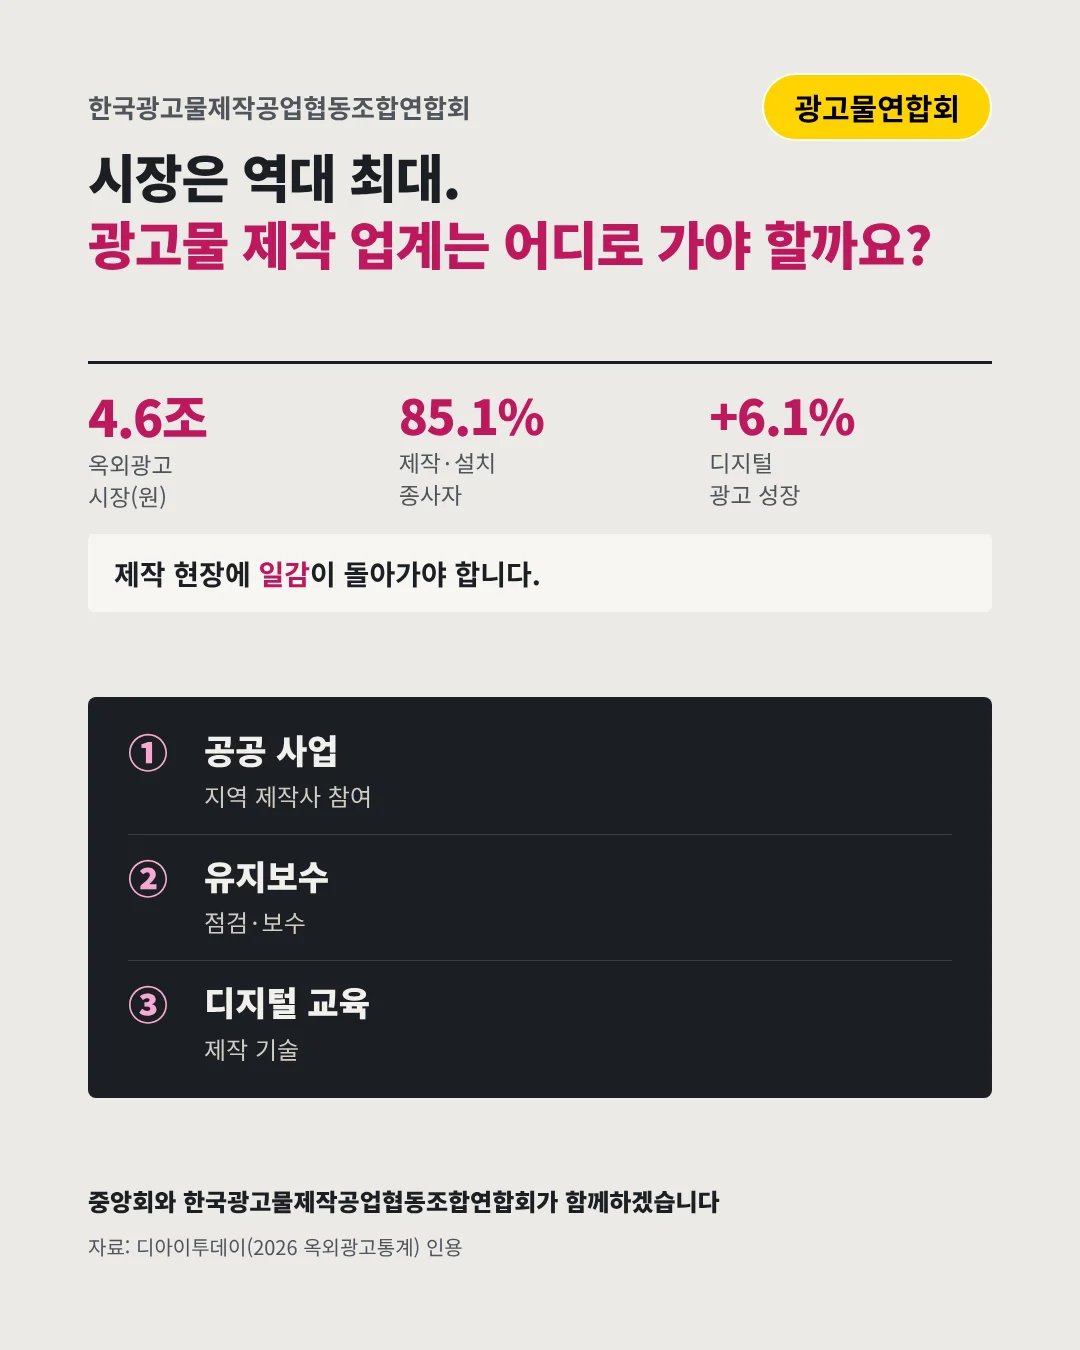 한국광고물제작공업협동조합연합회
광고물연합회
시장은 역대 최대.
광고물 제작 업계는 어디로 가야 할까요?
4.6조
옥외광고
시장(원)
85.1%
제작·설치
종사자
+6.1%
디지털
광고 성장
제작 현장에 일감이 돌아가야 합니다.
① 공공 사업
지역 제작사 참여
② 유지보수
점검·보수
③ 디지털 교육
제작 기술
중앙회와 한국광고물제작공업협동조합연합회가 함께하겠습니다
자료: 디아이투데이(2026 옥외광고통계) 인용